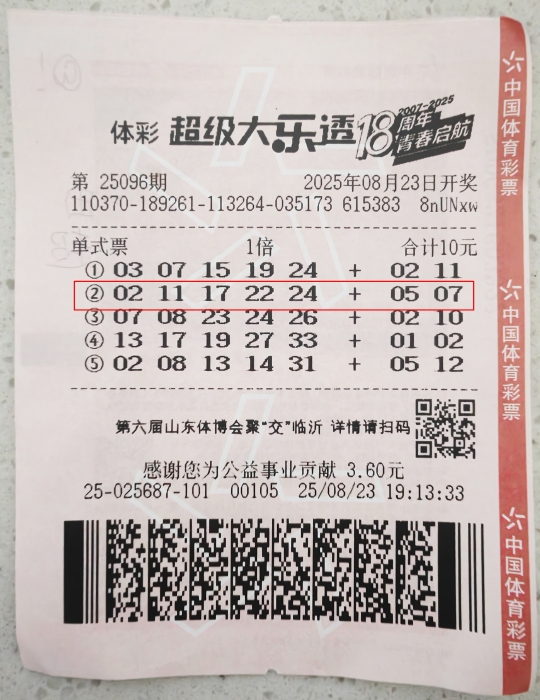 体彩 超级大乐透 18周年 2007-2025 青春启航
第 25096期 2025年08月23日开奖
110370-189261-113264-035173 615383 8nUNxw
单式票 1倍 合计10元
① 03 07 15 19 24 + 02 11
② 02 11 17 22 24 + 05 07
③ 07 08 23 24 26 + 02 10
④ 13 17 19 27 33 + 01 02
⑤ 02 08 13 14 31 + 05 12
第六届山东体博会聚“交”临沂 详情请扫码
感谢您为公益事业贡献 3.60元
25-025687-101 00105 25/08/23 19:13:33
中国体育彩票
中国体育彩票
中国体育彩票